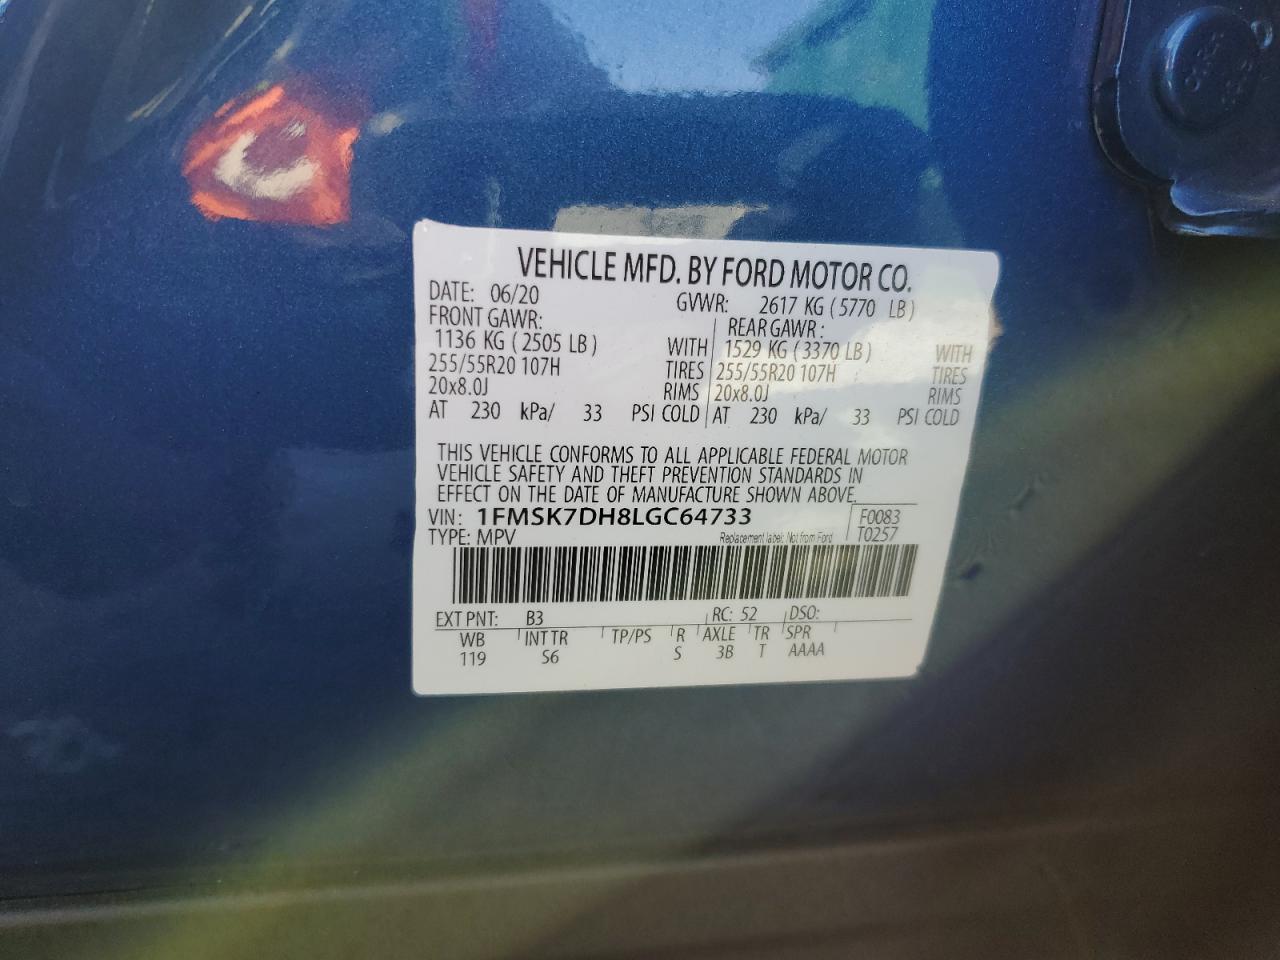 VEHICLE MFD. BY FORD MOTOR CO.
DATE: 06/20 GVWR: 2617 KG ( 5770 LB )
FRONT GAWR: REAR GAWR :
1136 KG ( 2505 LB ) WITH 1529 KG ( 3370 LB ) WITH
255/55R20 107H TIRES 255/55R20 107H TIRES
20x8.0J RIMS 20x8.0J RIMS
AT 230 kPa/ 33 PSI COLD AT 230 kPa/ 33 PSI COLD
THIS VEHICLE CONFORMS TO ALL APPLICABLE FEDERAL MOTOR
VEHICLE SAFETY AND THEFT PREVENTION STANDARDS IN
EFFECT ON THE DATE OF MANUFACTURE SHOWN ABOVE.
VIN: 1FMSK7DH8LGC64733 F0083
TYPE: MPV Replacement label. Not from Ford T0257
EXT PNT: B3 RC: 52 DSO:
WB INT TR TP/PS R AXLE TR SPR
119 S6 S 3B T AAAA